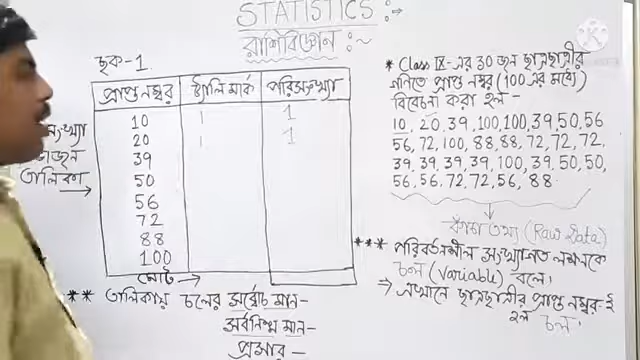 STATISTICS :→
রাশিবিজ্ঞান :~
ছক-1
প্রাপ্ত নম্বর ট্যালি মার্ক পরিসংখ্যা
10 1
20 1
39
50
56
72
88
100
মোট →
সংখ্যা
তালিকা →
* Class IX-এর 30 জন ছাত্রছাত্রীর
গণিতে প্রাপ্ত নম্বর (100 এর মধ্যে)
বিবেচনা করা হল -
10, 20, 39, 100, 100, 39, 50, 56
56, 72, 100, 88, 88, 72, 72, 72,
39, 39, 39, 39, 100, 39, 50, 50,
56, 56, 72, 72, 56, 88
কাঁচা তথ্য (Raw Data)
*** পরিবর্তনশীল সংখ্যাগত লক্ষণকে
চল (Variable) বলে।
⇒ এখানে ছাত্রছাত্রীর প্রাপ্ত নম্বর-ই
হল চল।
** তালিকায় চলের সর্বোচ্চ মান-
সর্বনিম্ন মান-
প্রসার -